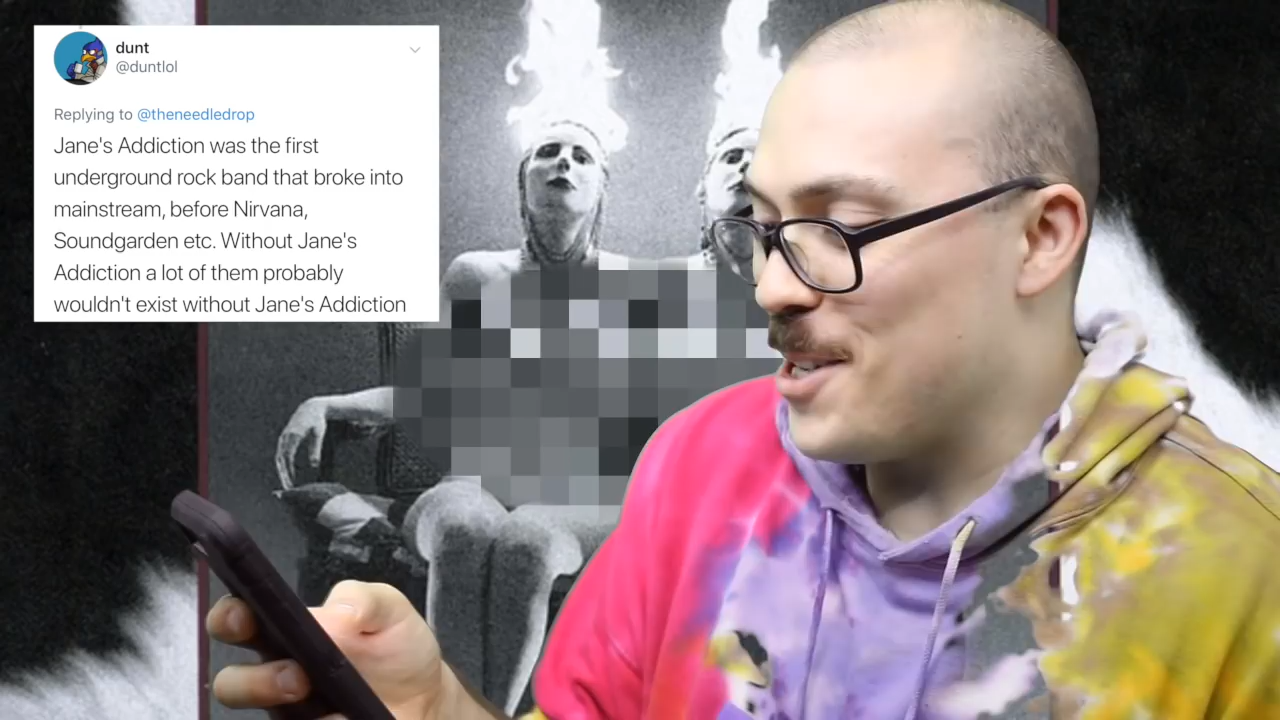 dunt
@duntlol
Replying to @theneedledrop
Jane's Addiction was the first
underground rock band that broke into
mainstream, before Nirvana,
Soundgarden etc. Without Jane's
Addiction a lot of them probably
wouldn't exist without Jane's Addiction